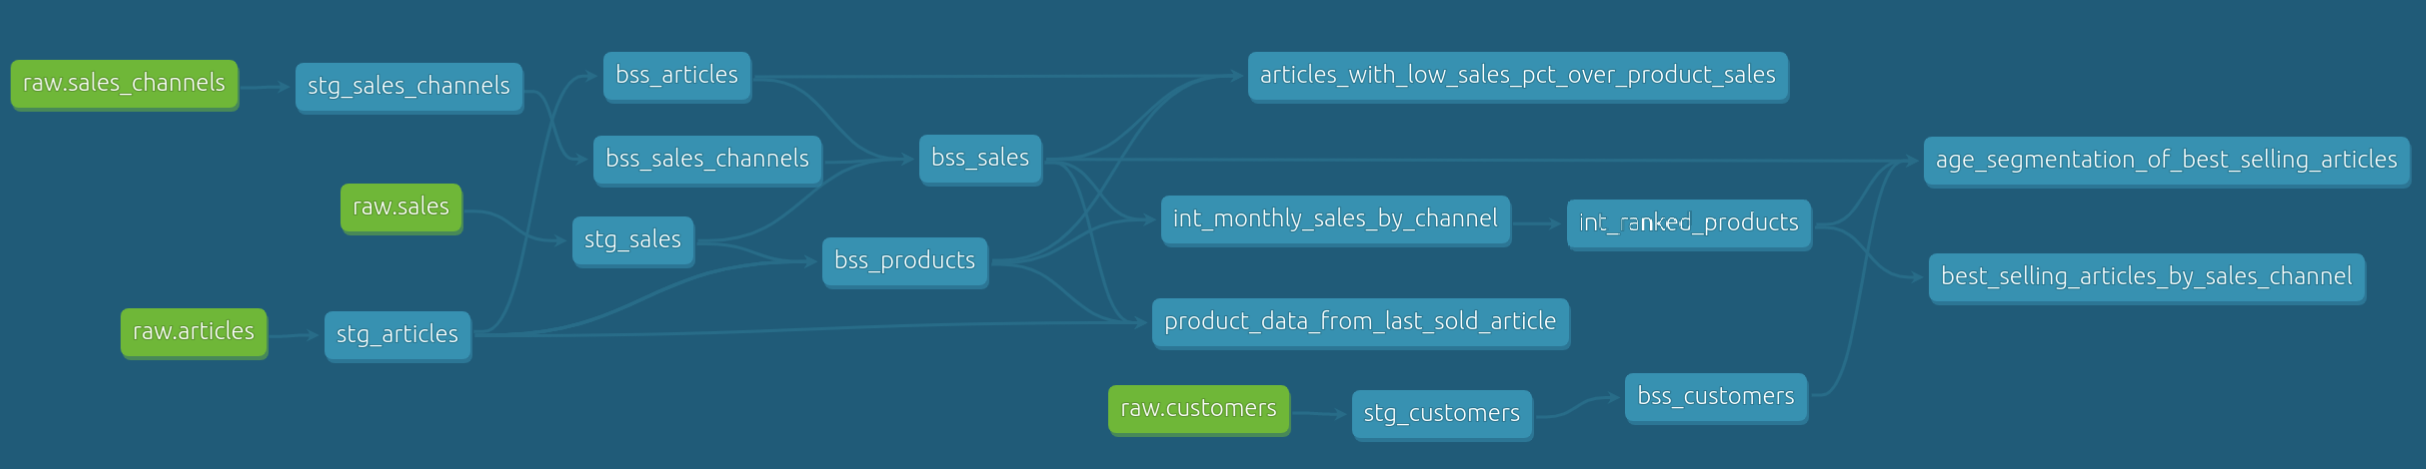 raw.sales_channels
stg_sales_channels
bss_articles
articles_with_low_sales_pct_over_product_sales
bss_sales_channels
bss_sales
age_segmentation_of_best_selling_articles
raw.sales
stg_sales
int_monthly_sales_by_channel
int_ranked_products
bss_products
best_selling_articles_by_sales_channel
raw.articles
stg_articles
product_data_from_last_sold_article
raw.customers
stg_customers
bss_customers